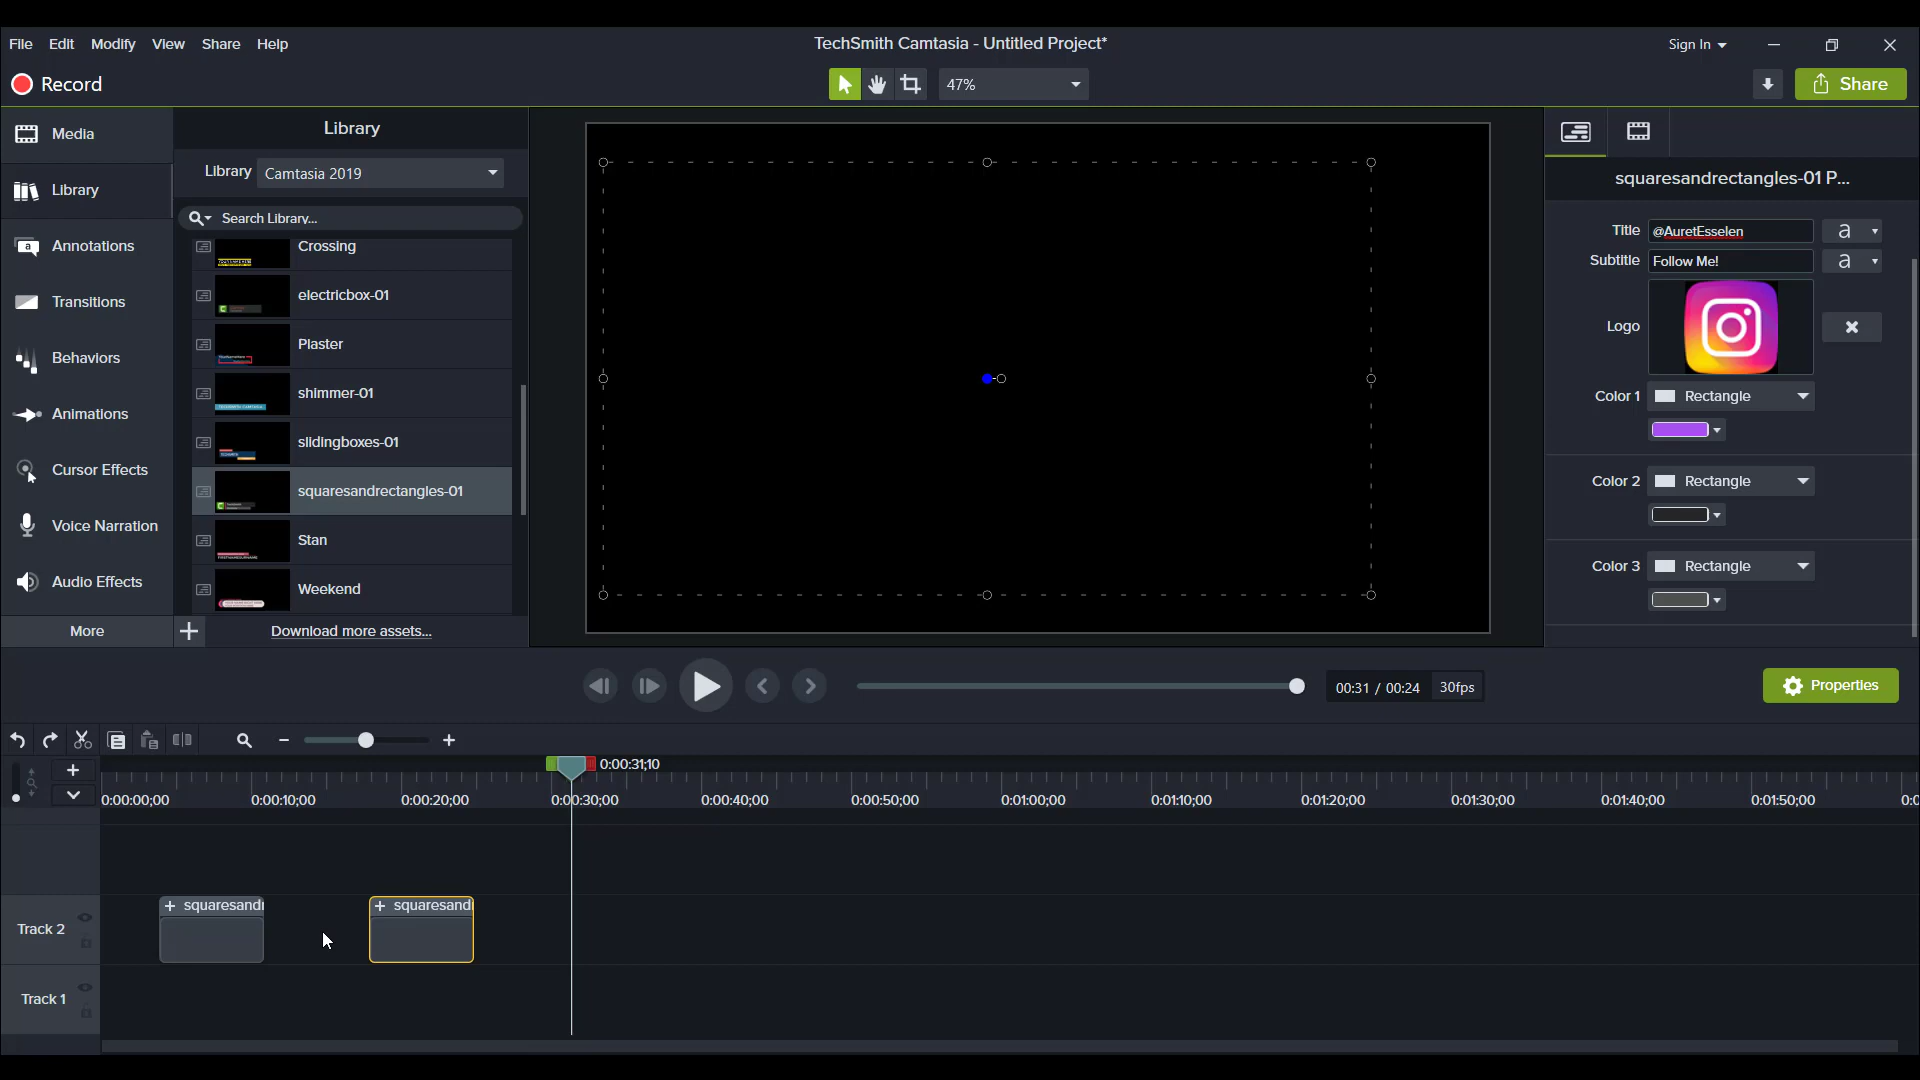 File Edit Modify View Share Help
TechSmith Camtasia - Untitled Project*
Sign In
Record
47%
Share
Media
Library
Annotations
Transitions
Behaviors
Animations
Cursor Effects
Voice Narration
Audio Effects
More
Library
Library Camtasia 2019
Search Library...
Crossing
electricbox-01
Plaster
shimmer-01
slidingboxes-01
squaresandrectangles-01
Stan
Weekend
Download more assets...
squaresandrectangles-01 P...
Title @AuretEsselen a
Subtitle Follow Me! a
Logo
Color 1 Rectangle
Color 2 Rectangle
Color 3 Rectangle
00:31 / 00:24 30fps
Properties
0:00:31;10
0:00:00;00 0:00:10;00 0:00:20;00 0:00:30;00 0:00:40;00 0:00:50;00 0:01:00;00 0:01:10;00 0:01:20;00 0:01:30;00 0:01:40;00 0:01:50;00 0:0
+ squaresand + squaresand
Track 2
Track 1